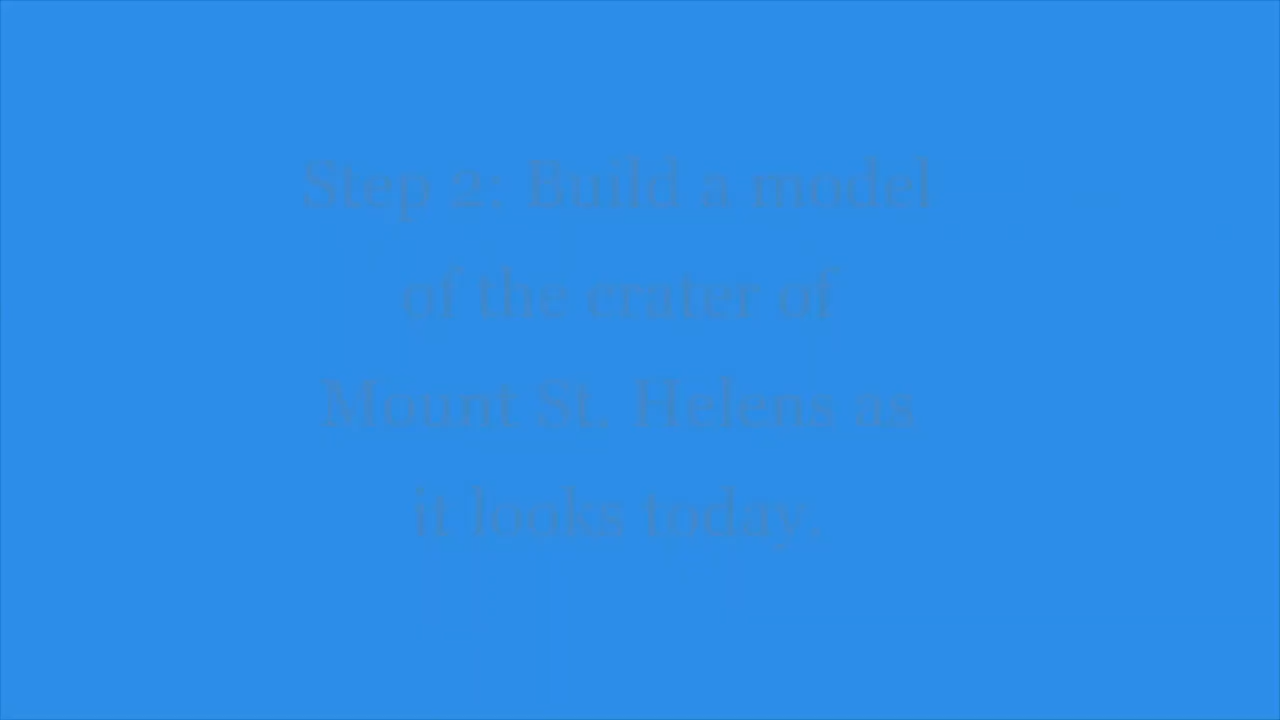 Step 2: Build a model
of the crater of
Mount St. Helens as
it looks today.